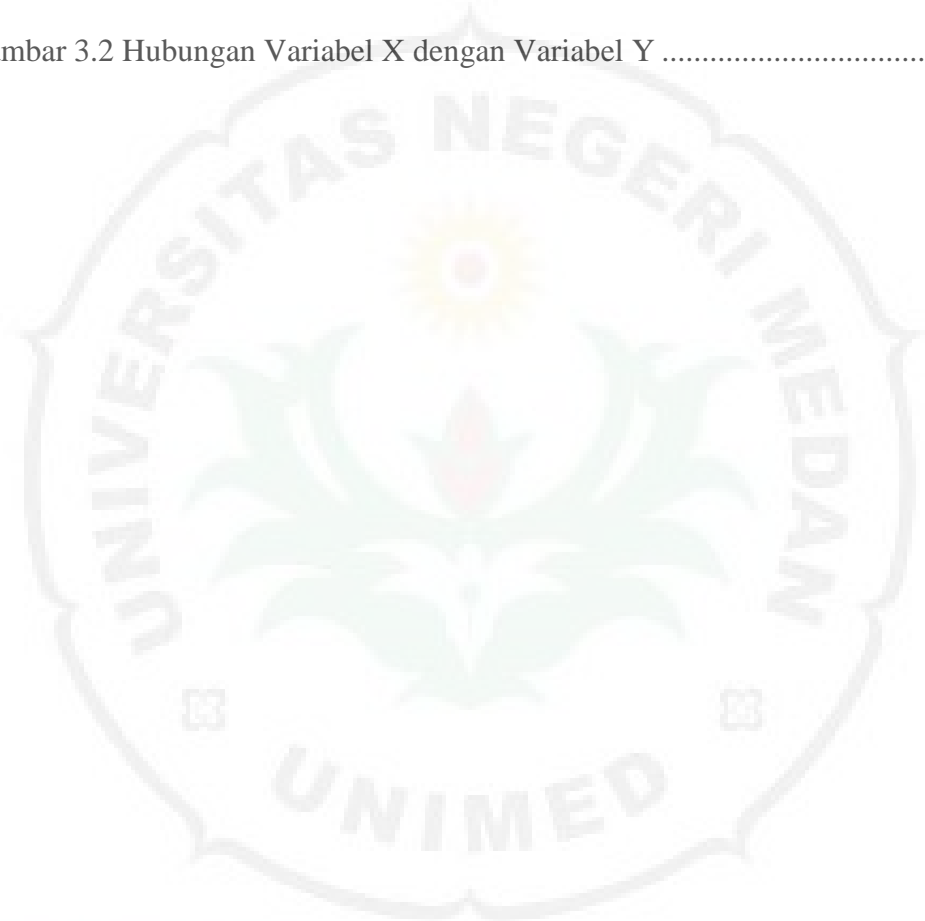 mbar 3.2 Hubungan Variabel X dengan Variabel Y .................................
UNIVERSITAS NEGERI MEDAN
UNIMED